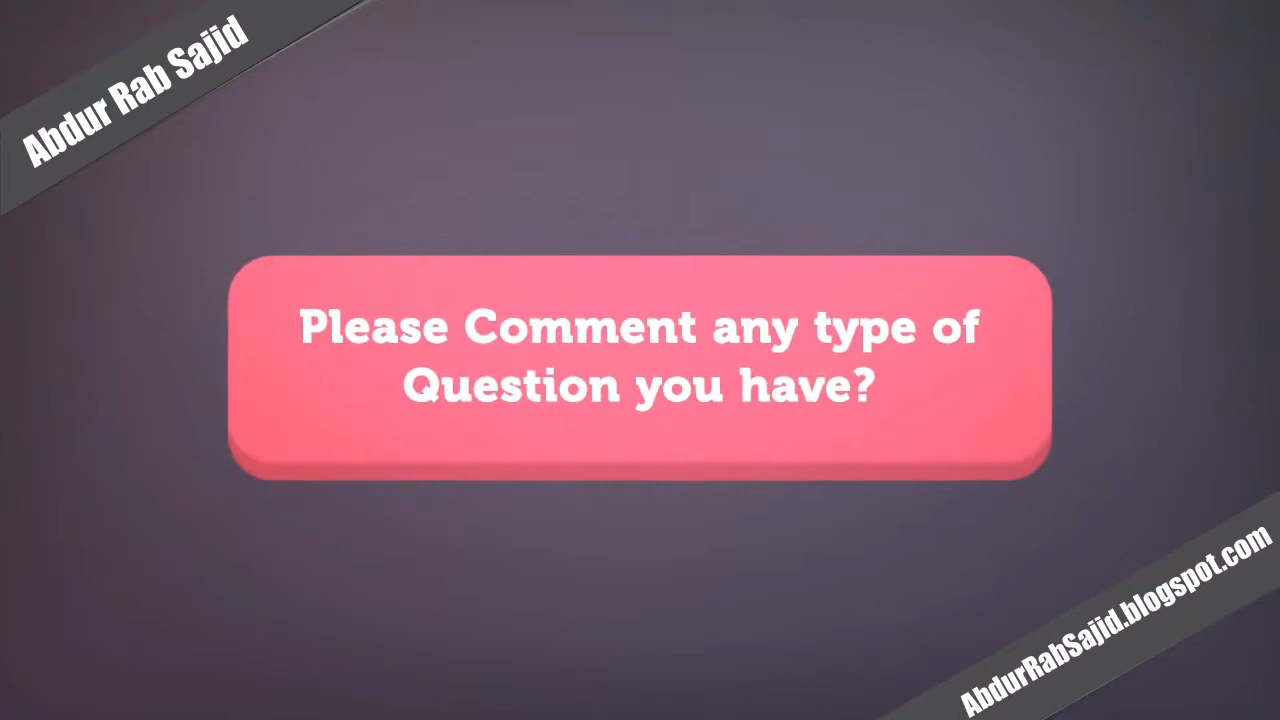 Abdur Rab Sajid
Please Comment any type of
Question you have?
AbdurRabSajid.blogspot.com